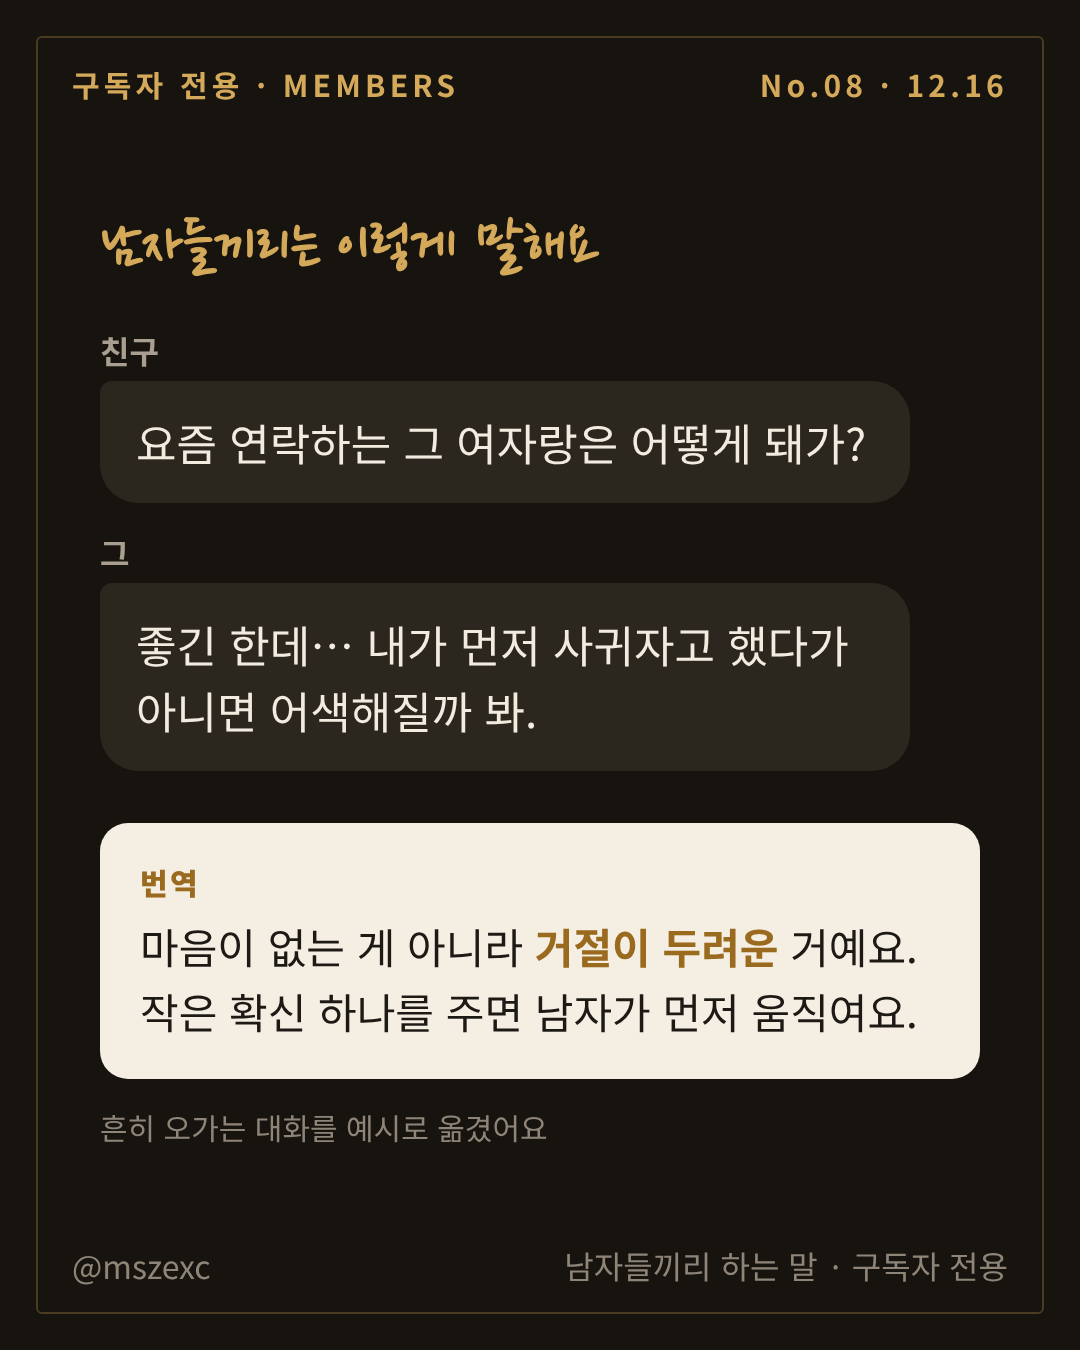 구독자 전용 · MEMBERS
No.08 · 12.16
남자들끼리는 이렇게 말해요
친구
요즘 연락하는 그 여자랑은 어떻게 돼가?
그
좋긴 한데… 내가 먼저 사귀자고 했다가
아니면 어색해질까 봐.
번역
마음이 없는 게 아니라 거절이 두려운 거예요.
작은 확신 하나를 주면 남자가 먼저 움직여요.
흔히 오가는 대화를 예시로 옮겼어요
@mszexc
남자들끼리 하는 말 · 구독자 전용